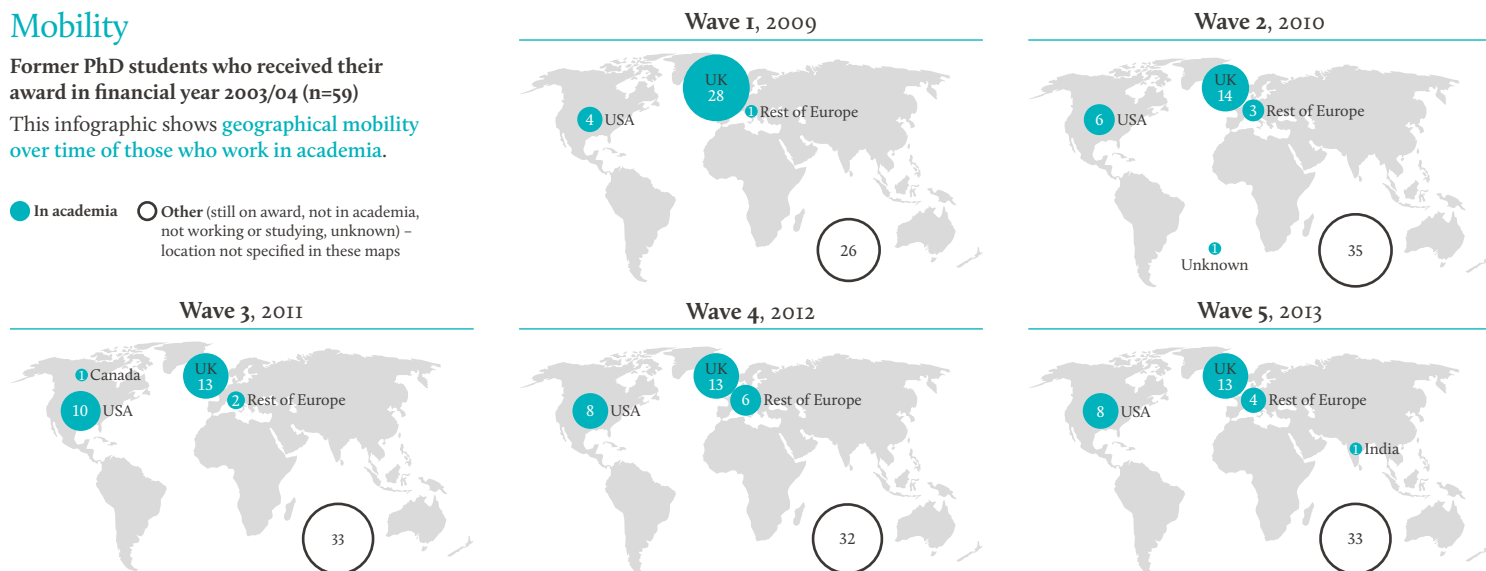 Mobility
Former PhD students who received their
award in financial year 2003/04 (n=59)
This infographic shows geographical mobility
over time of those who work in academia.
In academia
Other (still on award, not in academia,
not working or studying, unknown) –
location not specified in these maps
Wave 1, 2009
UK
28
4 USA
1 Rest of Europe
26
Wave 2, 2010
UK
14
6 USA
3 Rest of Europe
1
Unknown
35
Wave 3, 2011
1 Canada
UK
13
10 USA
2 Rest of Europe
33
Wave 4, 2012
UK
13
8 USA
6 Rest of Europe
32
Wave 5, 2013
UK
13
8 USA
4 Rest of Europe
1 India
33